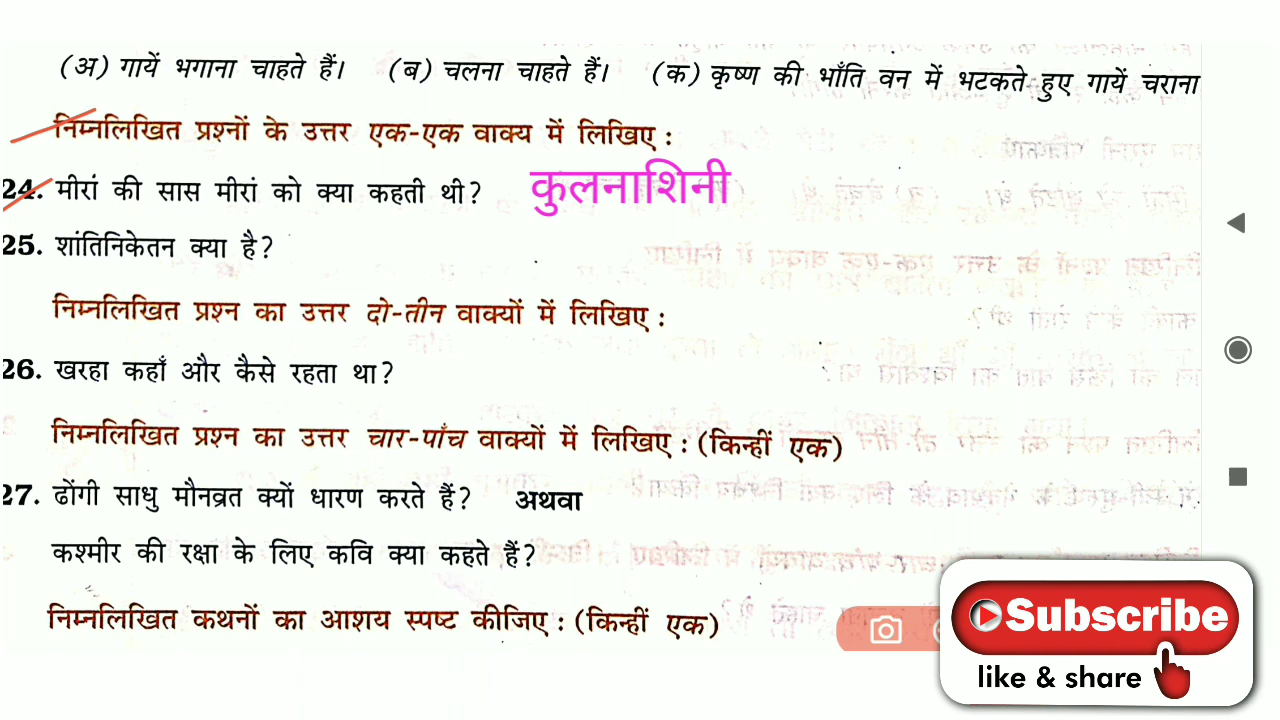 (अ) गायें भगाना चाहते हैं। (ब) चलना चाहते हैं। (क) कृष्ण की भाँति वन में भटकते हुए गायें चराना
निम्नलिखित प्रश्नों के उत्तर एक-एक वाक्य में लिखिए :
24. मीरां की सास मीरां को क्या कहती थी? कुलनाशिनी
25. शांतिनिकेतन क्या है?
निम्नलिखित प्रश्न का उत्तर दो-तीन वाक्यों में लिखिए :
26. खरहा कहाँ और कैसे रहता था?
निम्नलिखित प्रश्न का उत्तर चार-पाँच वाक्यों में लिखिए : (किन्हीं एक)
27. ढोंगी साधु मौनव्रत क्यों धारण करते हैं? अथवा
कश्मीर की रक्षा के लिए कवि क्या कहते हैं?
निम्नलिखित कथनों का आशय स्पष्ट कीजिए : (किन्हीं एक)
Subscribe
like & share